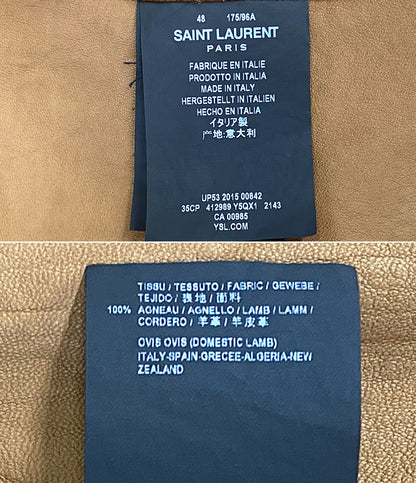 48 175/96A
SAINT LAURENT
PARIS
FABRIQUE EN ITALIE
PRODOTTO IN ITALIA
MADE IN ITALY
HERGESTELLT IN ITALIEN
HECHO EN ITALIA
イタリア製
产地:意大利
UP53 2015 00642
35CP 412989 Y5QX1 2143
CA 00985
YSL.COM
TISSU / TESSUTO / FABRIC / GEWEBE /
TEJIDO / 表地 / 面料
100% AGNEAU / AGNELLO / LAMB / LAMM /
CORDERO / 羊革 / 羊皮革
OVIS OVIS (DOMESTIC LAMB)
ITALY-SPAIN-GRECEE-ALGERIA-NEW
ZEALAND